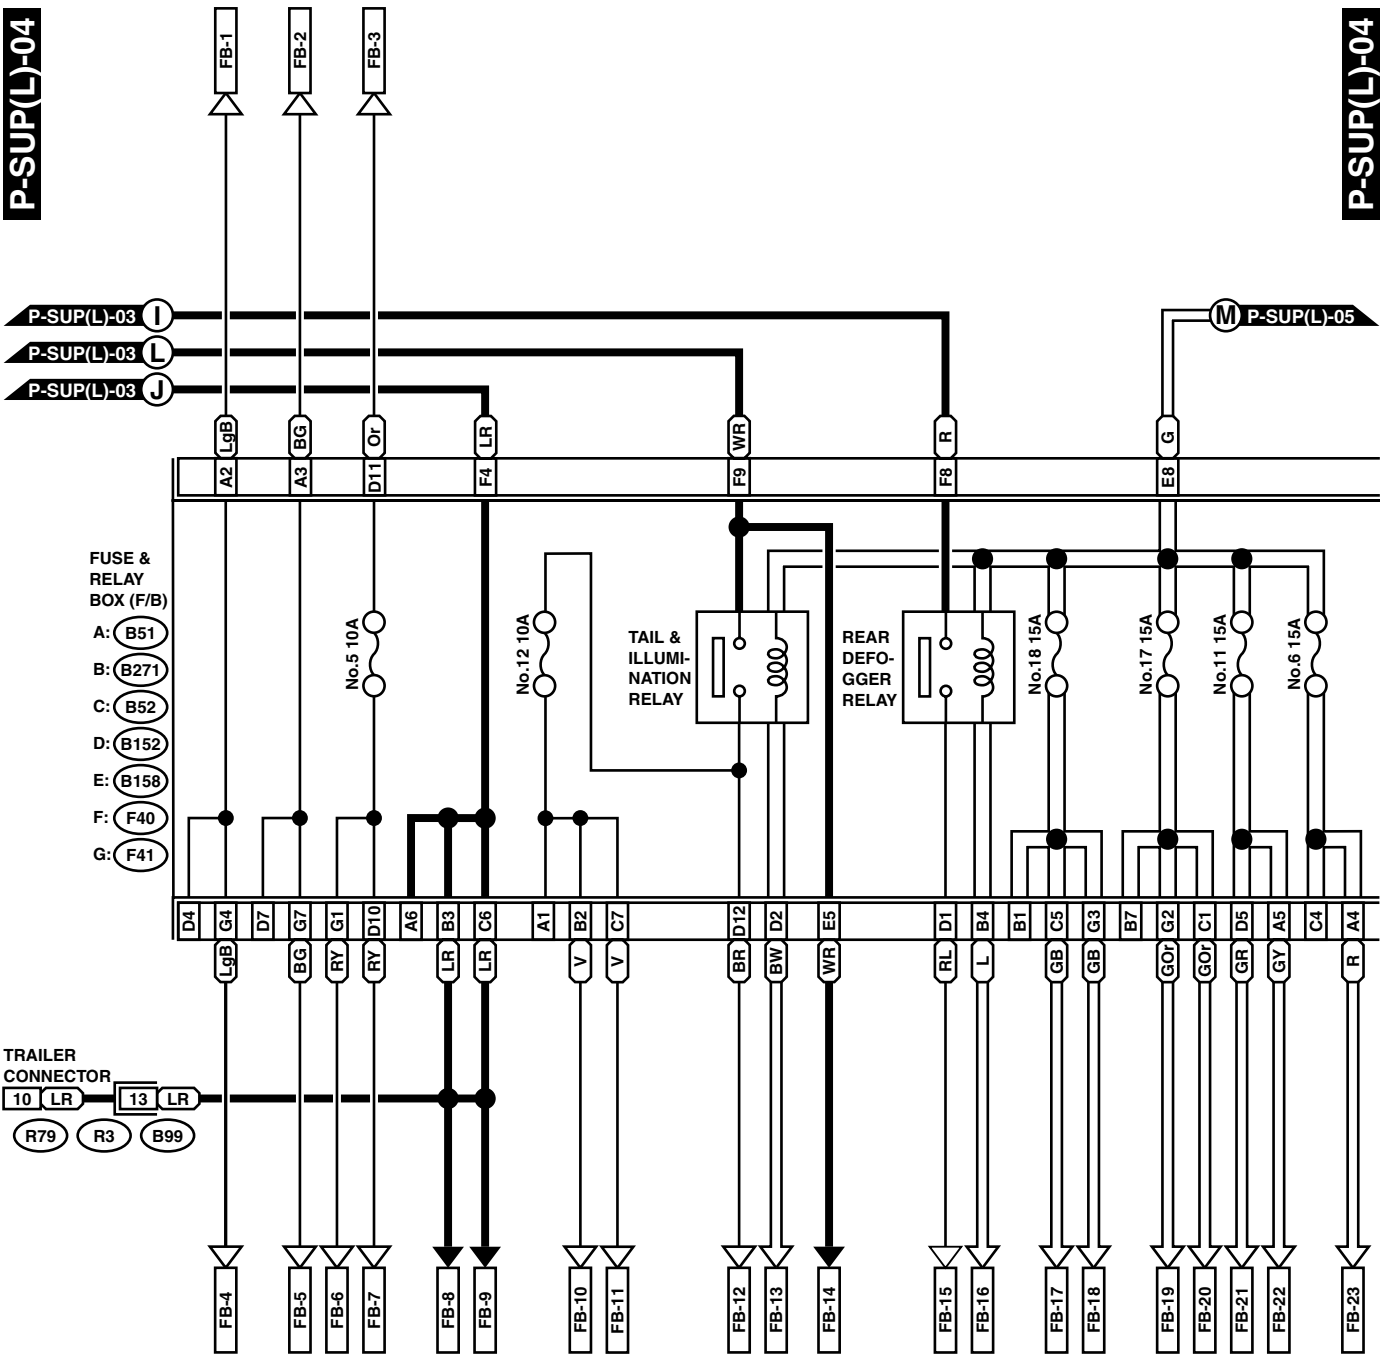 P-SUP(L)-04
P-SUP(L)-04
FB-1
FB-2
FB-3
P-SUP(L)-03 I
P-SUP(L)-03 L
P-SUP(L)-03 J
M P-SUP(L)-05
LgB
BG
Or
LR
WR
R
G
A2
A3
D11
F4
F9
F8
E8
FUSE &
RELAY
BOX (F/B)
A: B51
B: B271
C: B52
D: B152
E: B158
F: F40
G: F41
No.5 10A
No.12 10A
TAIL &
ILLUMI-
NATION
RELAY
REAR
DEFO-
GGER
RELAY
No.18 15A
No.17 15A
No.11 15A
No.6 15A
D4
G4
D7
G7
G1
D10
A6
B3
C6
A1
B2
C7
D12
D2
E5
D1
B4
B1
C5
G3
B7
G2
C1
D5
A5
C4
A4
LgB
BG
RY
RY
LR
LR
V
V
BR
BW
WR
RL
L
GB
GB
GOr
GOr
GR
GY
R
TRAILER
CONNECTOR
10 LR 13 LR
R79 R3 B99
FB-4
FB-5
FB-6
FB-7
FB-8
FB-9
FB-10
FB-11
FB-12
FB-13
FB-14
FB-15
FB-16
FB-17
FB-18
FB-19
FB-20
FB-21
FB-22
FB-23